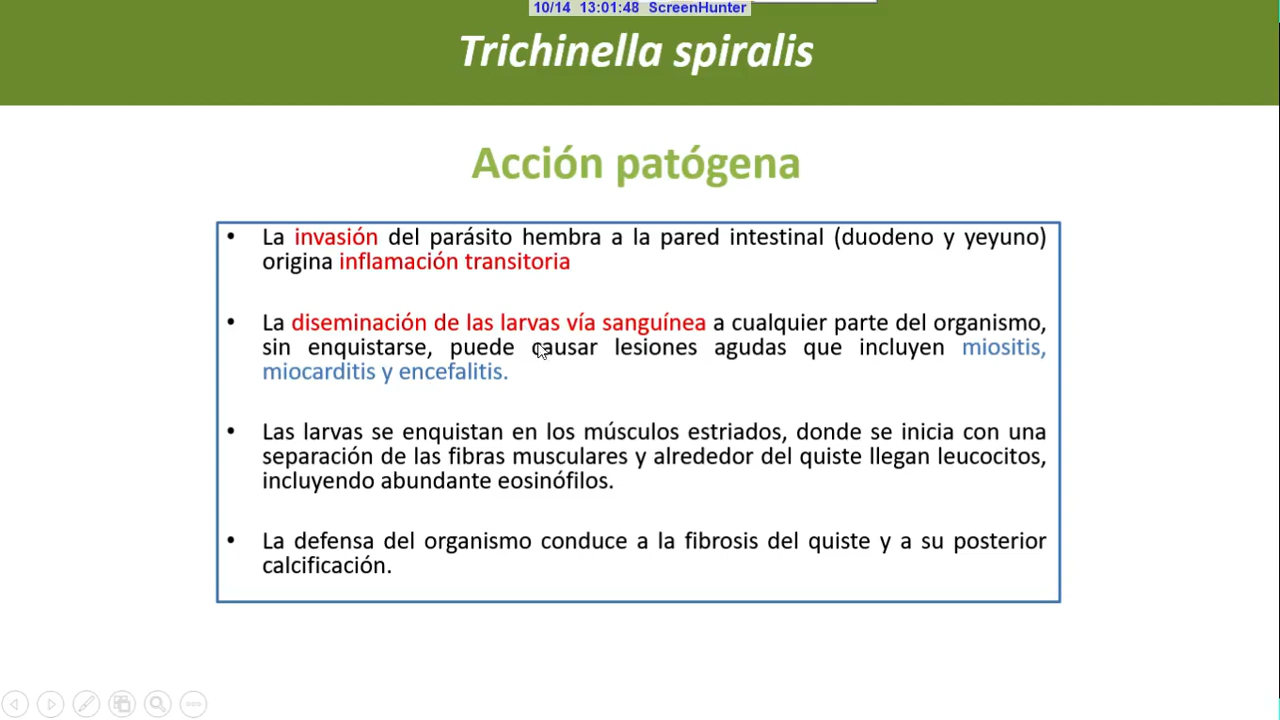 10/14 13:01:48 ScreenHunter
Trichinella spiralis
Acción patógena
• La invasión del parásito hembra a la pared intestinal (duodeno y yeyuno)
origina inflamación transitoria
• La diseminación de las larvas vía sanguínea a cualquier parte del organismo,
sin enquistarse, puede causar lesiones agudas que incluyen miositis,
miocarditis y encefalitis.
• Las larvas se enquistan en los músculos estriados, donde se inicia con una
separación de las fibras musculares y alrededor del quiste llegan leucocitos,
incluyendo abundante eosinófilos.
• La defensa del organismo conduce a la fibrosis del quiste y a su posterior
calcificación.